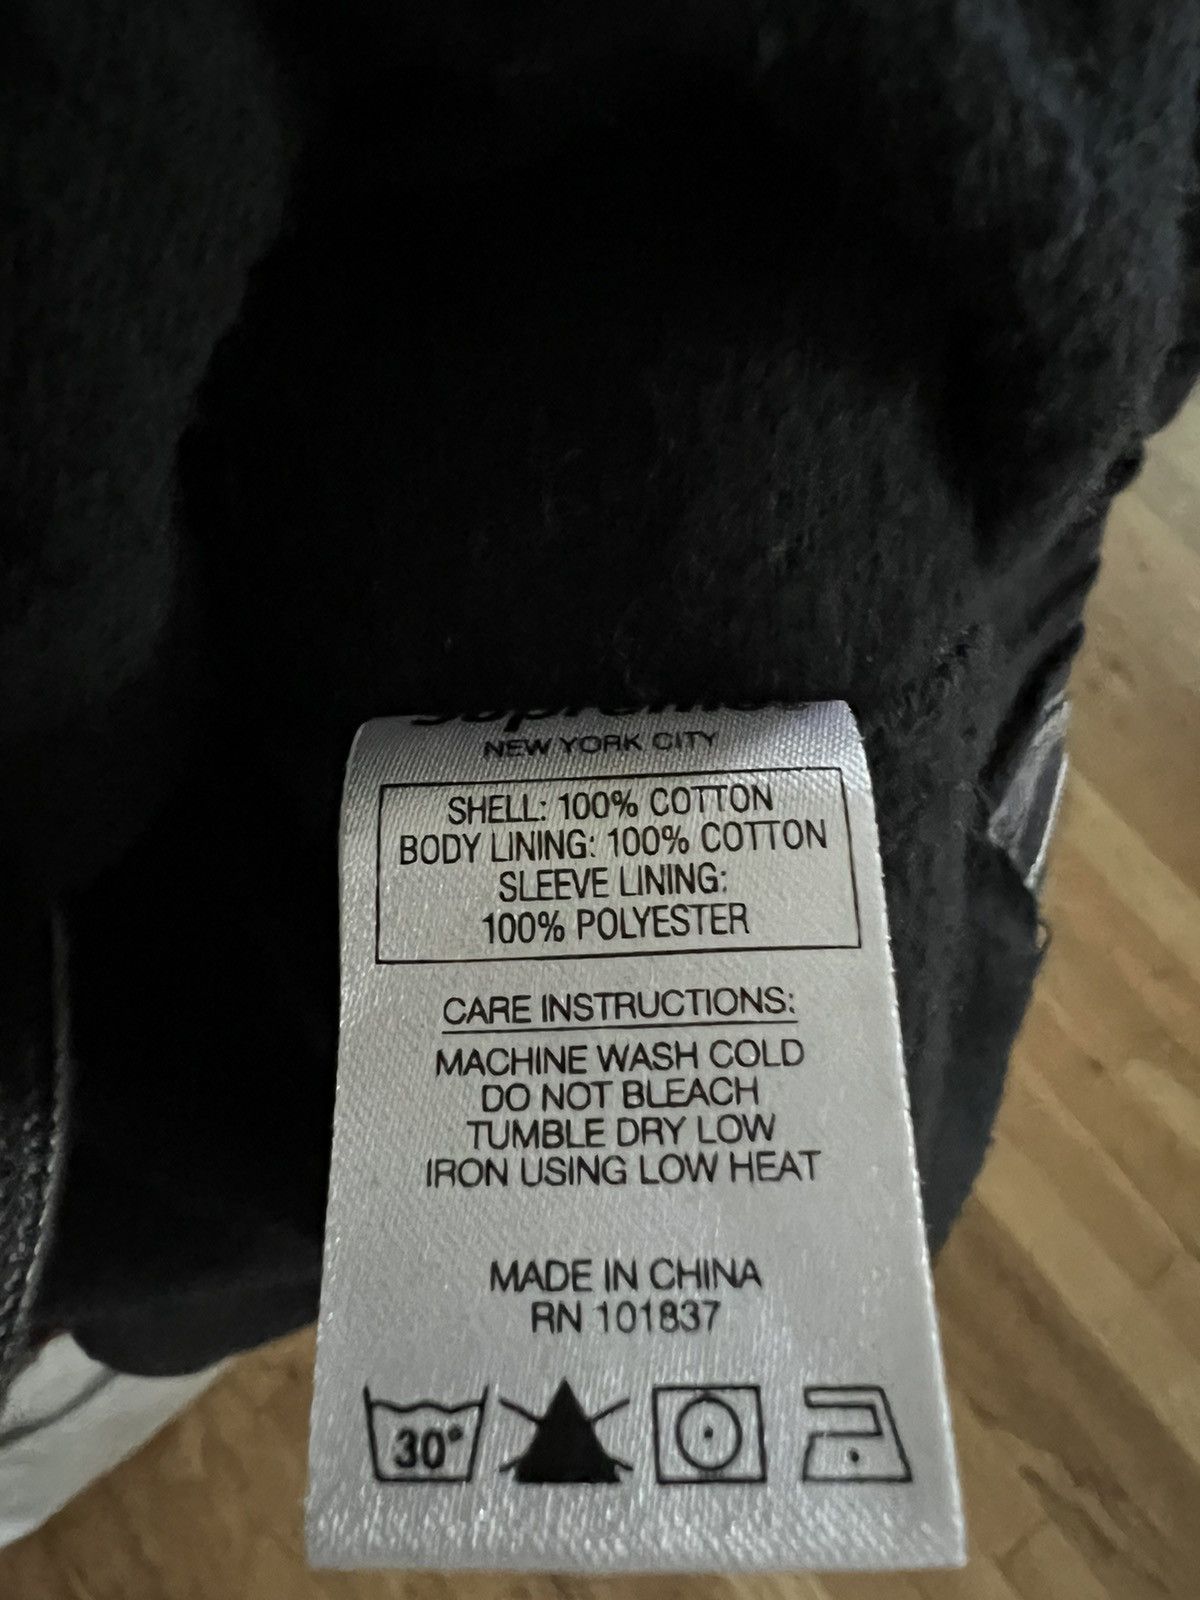 Supreme
NEW YORK CITY
SHELL: 100% COTTON
BODY LINING: 100% COTTON
SLEEVE LINING:
100% POLYESTER
CARE INSTRUCTIONS:
MACHINE WASH COLD
DO NOT BLEACH
TUMBLE DRY LOW
IRON USING LOW HEAT
MADE IN CHINA
RN 101837
30°